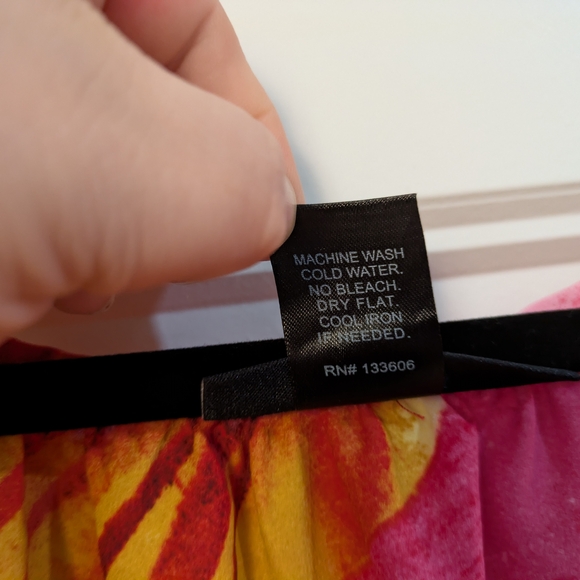 MACHINE WASH
COLD WATER.
NO BLEACH.
DRY FLAT.
COOL IRON
IF NEEDED.
RN# 133606